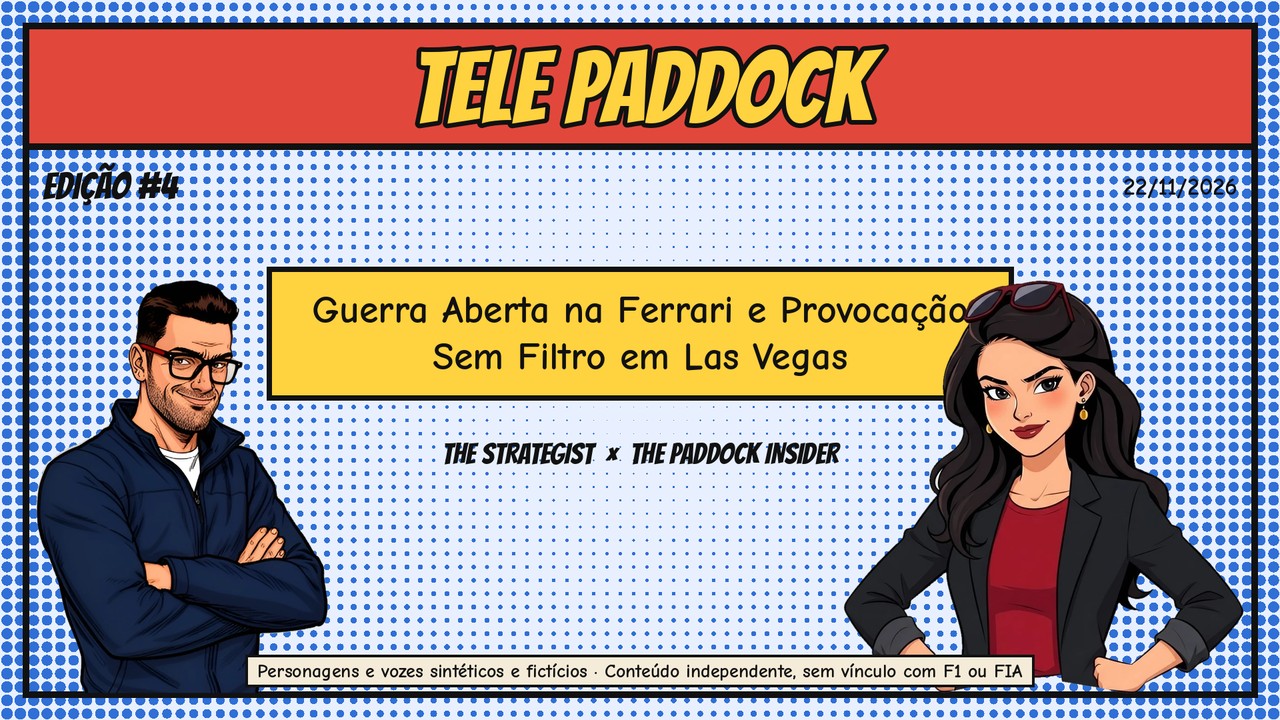 TELE PADDOCK
EDIÇÃO #4
22/11/2026
Guerra Aberta na Ferrari e Provocação
Sem Filtro em Las Vegas
THE STRATEGIST x THE PADDOCK INSIDER
Personagens e vozes sintéticos e fictícios · Conteúdo independente, sem vínculo com F1 ou FIA